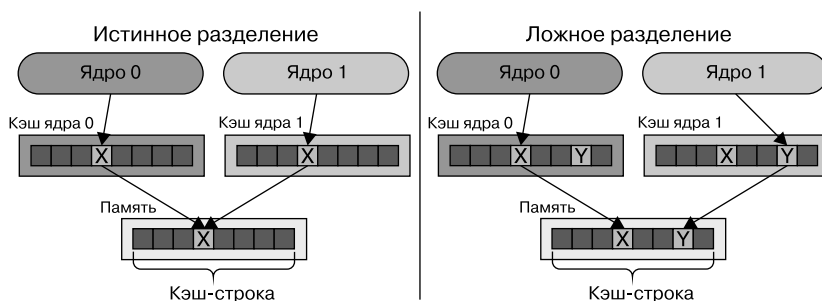 Истинное разделение
Ядро 0
Ядро 1
Кэш ядра 0
Кэш ядра 1
X
X
Память
X
Кэш-строка
Ложное разделение
Ядро 0
Ядро 1
Кэш ядра 0
Кэш ядра 1
X Y
X Y
Память
X Y
Кэш-строка